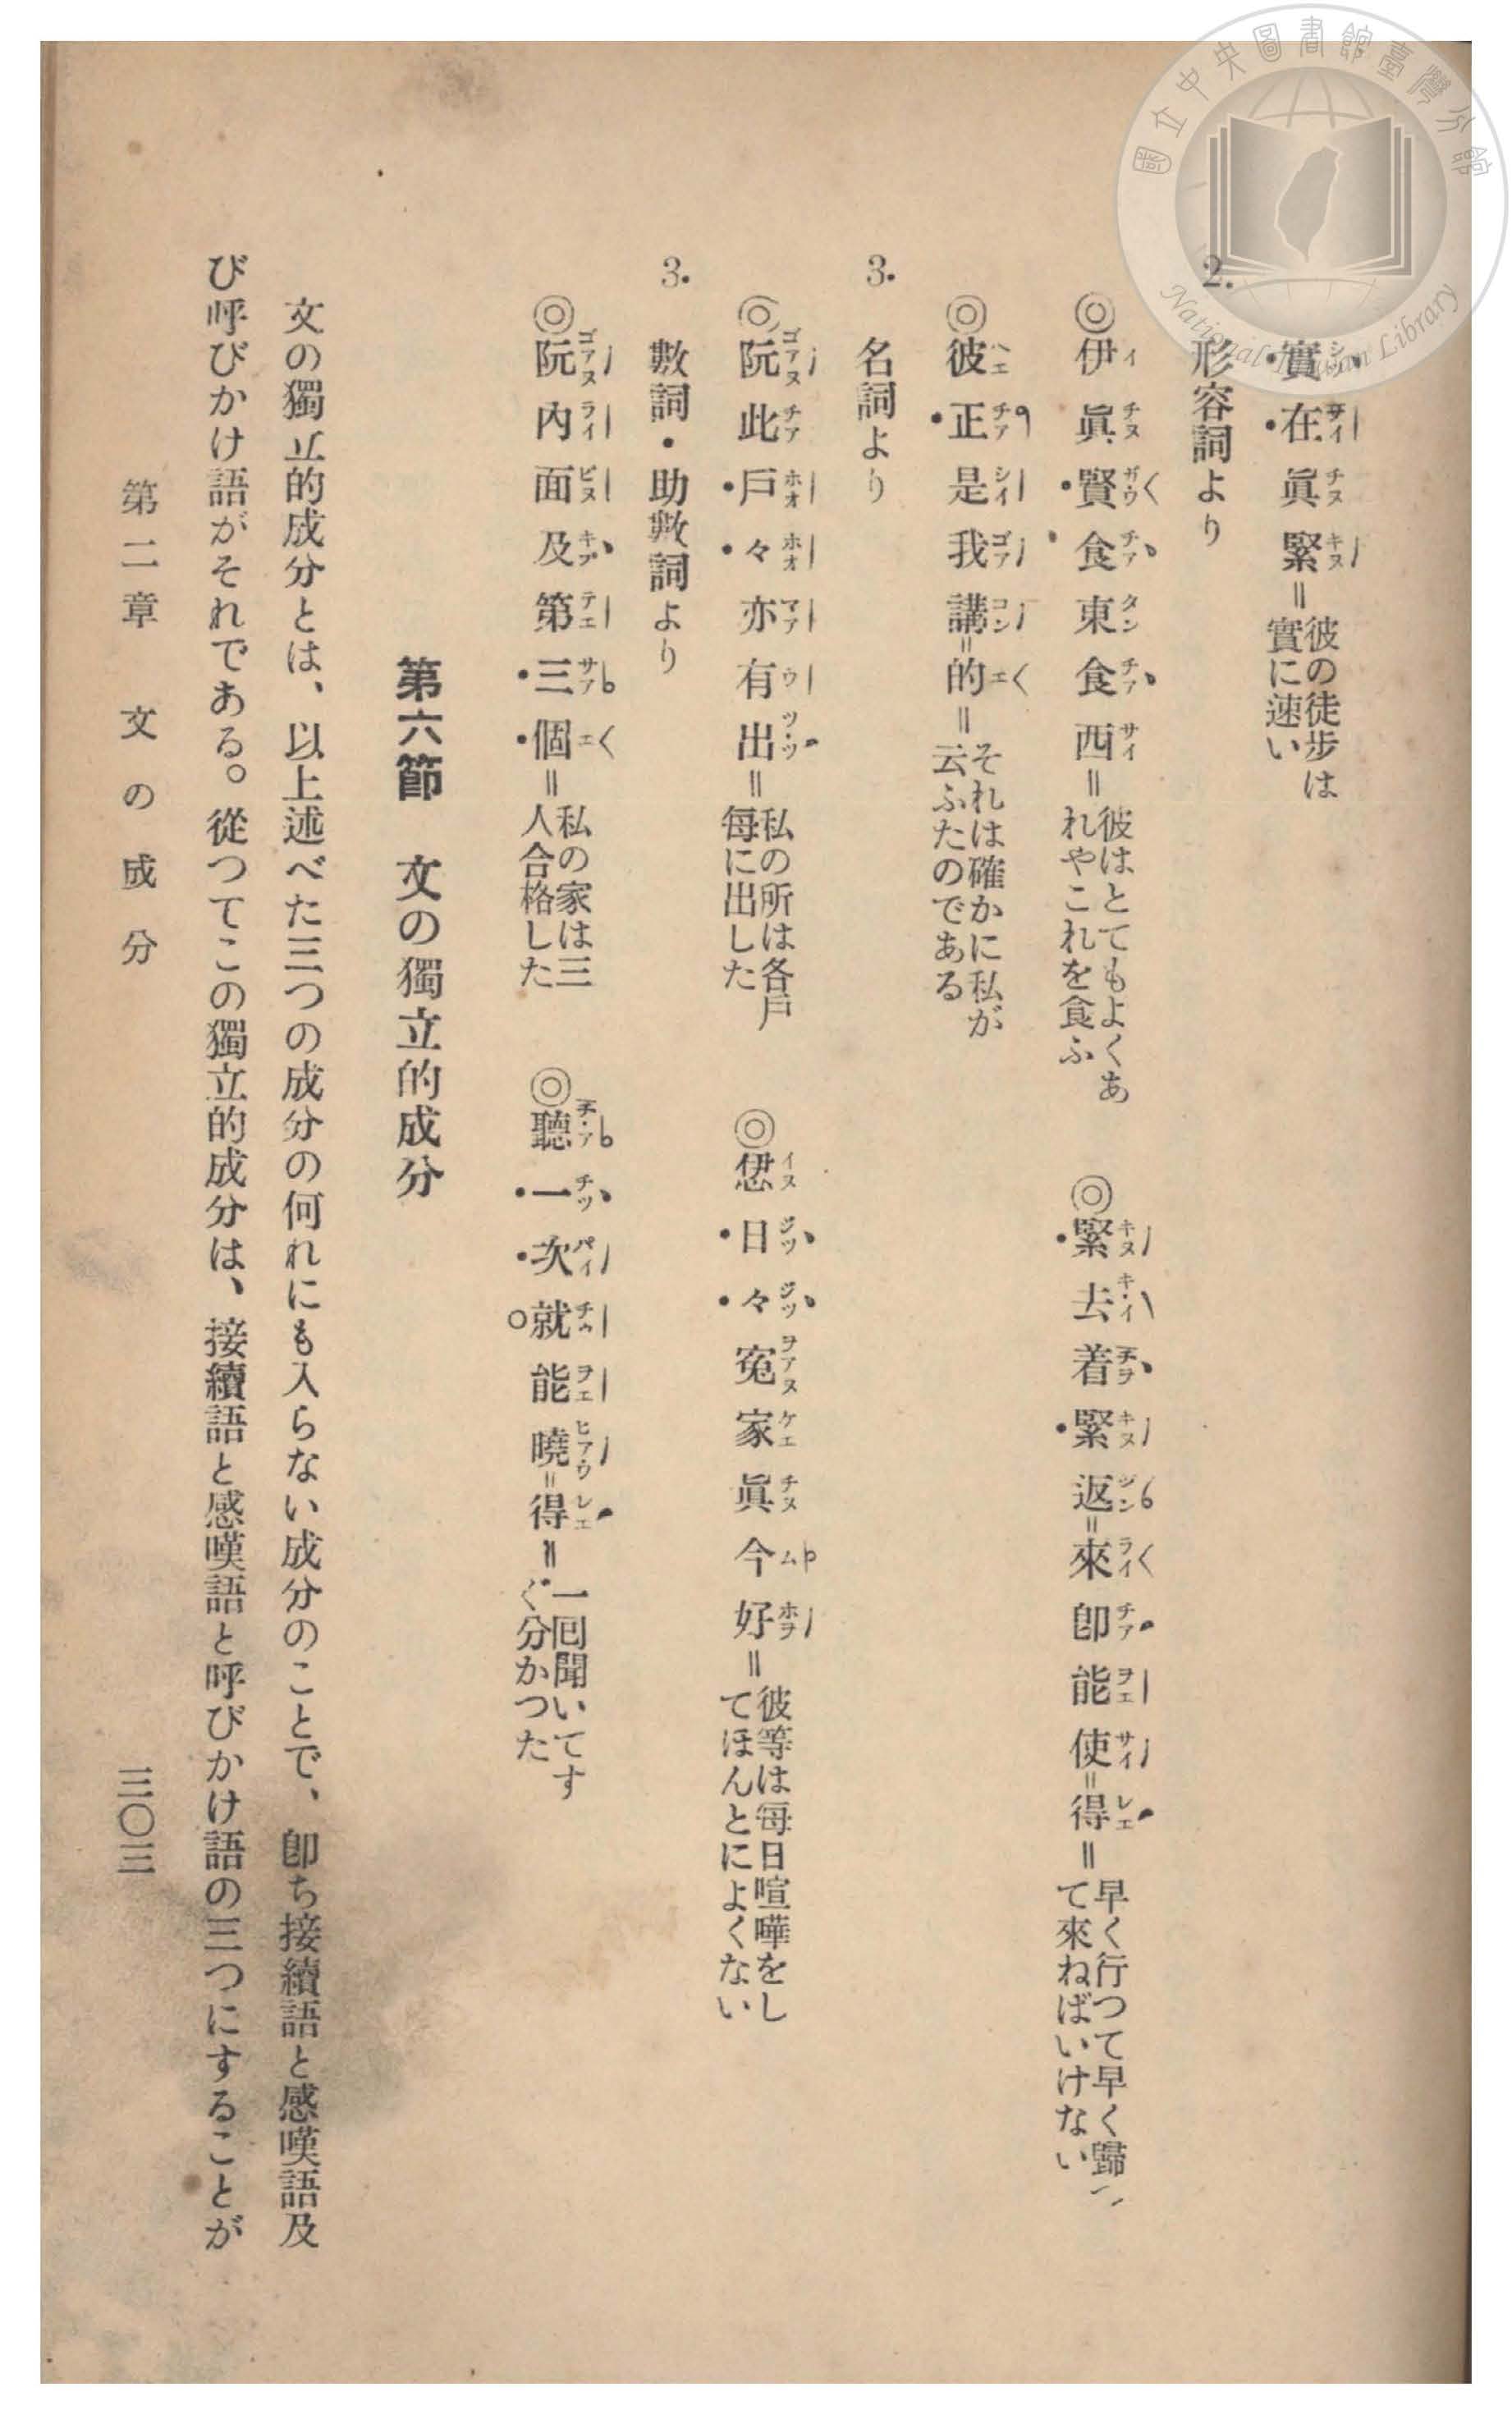 國立中央圖書館臺灣分館
National Taiwan Library
實在眞緊＝彼の徒步は實に速い
2. 形容詞より
◎伊眞賢食東食西＝彼はとてもよくあれやこれを食ふ
◎緊去着緊返＝來卽能使＝得＝早く行つて早く歸つて來ねばいけない
◎彼正是我講＝的＝それは確かに私が云ふたのである
3. 名詞より
◎阮此戶々亦有出＝私の所は各戶每に出した
◎恁日々寃家眞今好＝彼等は每日喧嘩をしてほんとによくない
3. 數詞・助數詞より
◎阮內面及第三個＝私の家は三人合格した
◎聽一次就能曉＝得＝一回聞いてすぐ分かつた
第六節　文の獨立的成分
文の獨立的成分とは、以上述べた三つの成分の何れにも入らない成分のことで、卽ち接續語と感嘆語及
び呼びかけ語がそれである。從つてこの獨立的成分は、接續語と感嘆語と呼びかけ語の三つにすることが
第二章　文の成分
三〇三